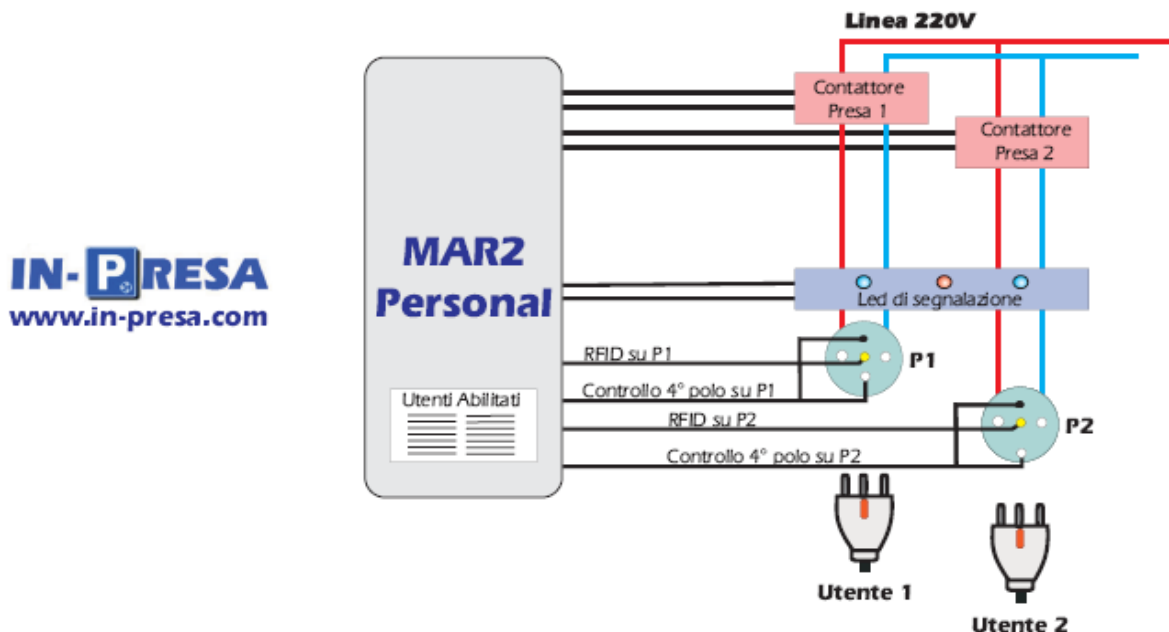 Linea 220V
Contattore
Presa 1
Contattore
Presa 2
IN-PRESA
www.in-presa.com
MAR2
Personal
Led di segnalazione
RFID su P1
P1
Controllo 4° polo su P1
Utenti Abilitati
RFID su P2
P2
Controllo 4° polo su P2
Utente 1
Utente 2